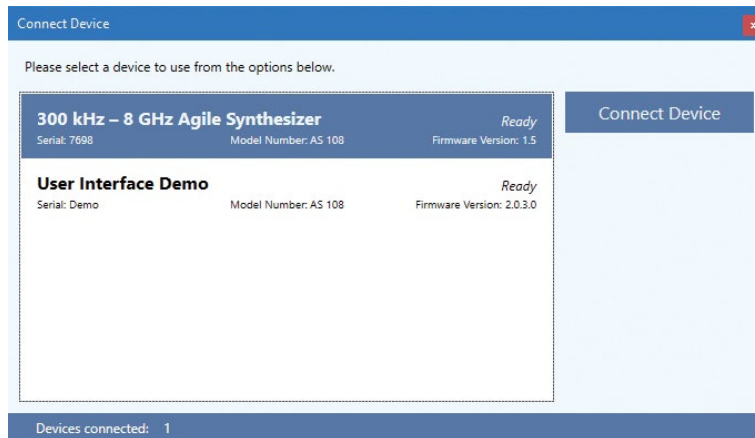 Connect Device
Please select a device to use from the options below.
300 kHz – 8 GHz Agile Synthesizer Ready
Serial: 7698 Model Number: AS 108 Firmware Version: 1.5
Connect Device
User Interface Demo Ready
Serial: Demo Model Number: AS 108 Firmware Version: 2.0.3.0
Devices connected: 1